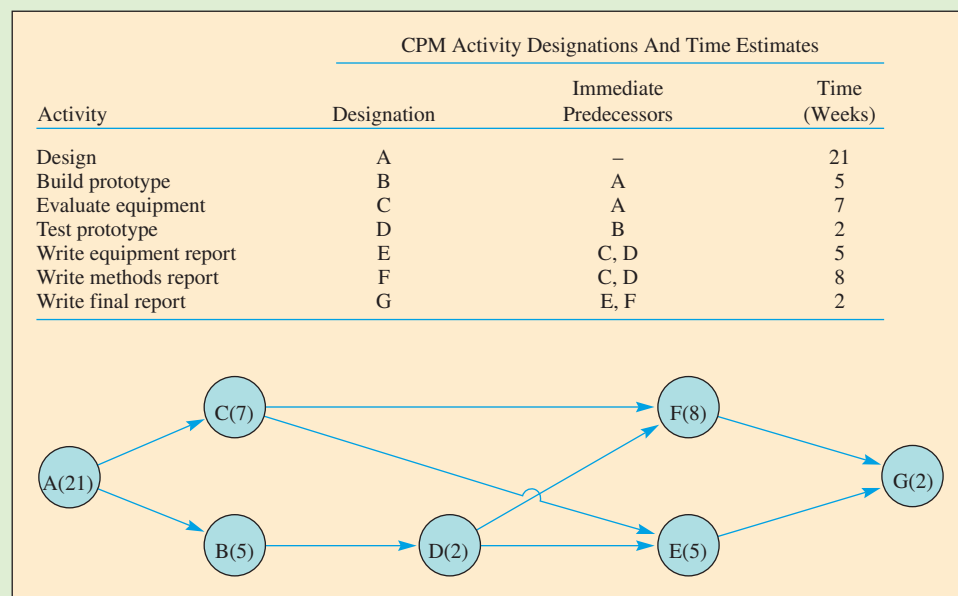 CPM Activity Designations And Time Estimates
Immediate Time
Activity Designation Predecessors (Weeks)
Design A – 21
Build prototype B A 5
Evaluate equipment C A 7
Test prototype D B 2
Write equipment report E C, D 5
Write methods report F C, D 8
Write final report G E, F 2
C(7) F(8)
A(21) G(2)
B(5) D(2) E(5)